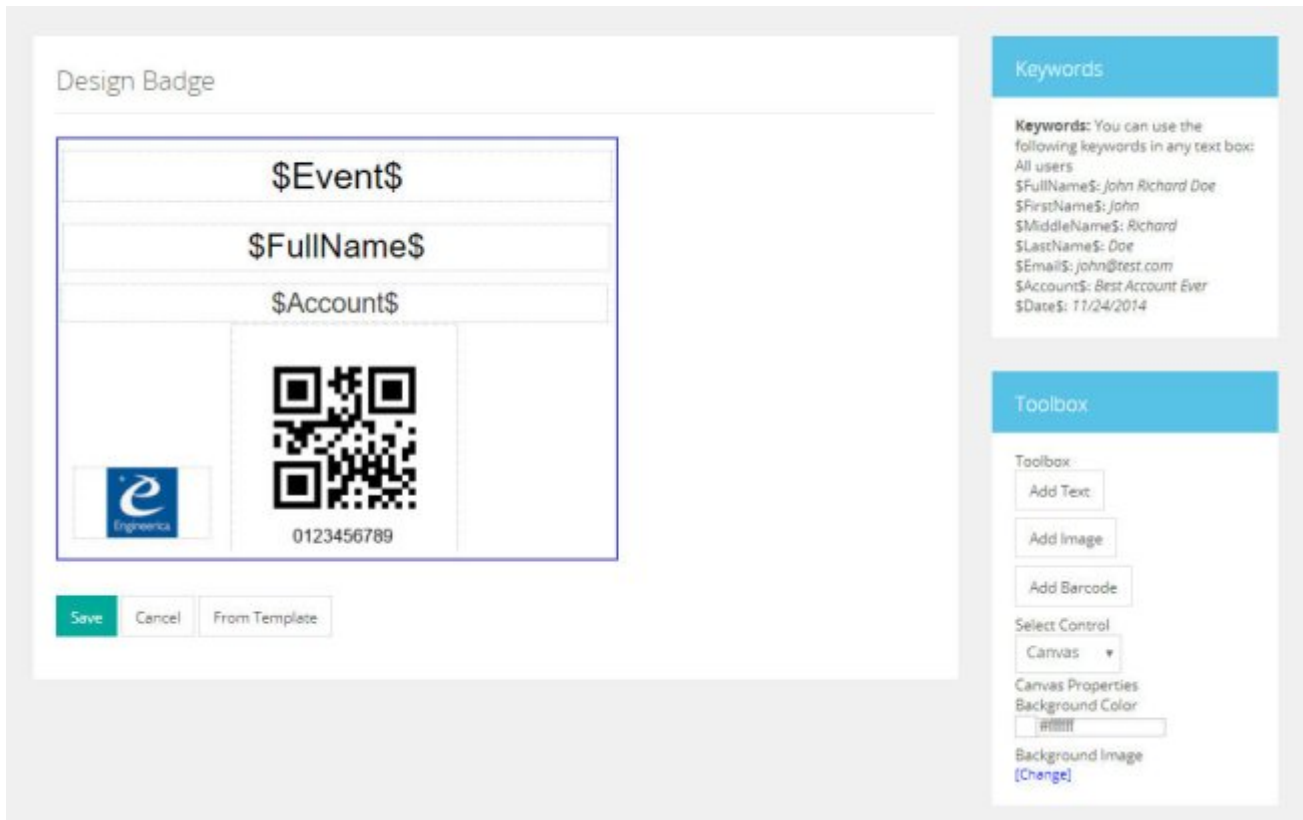 Design Badge
$Event$
$FullName$
$Account$
Engineerica
0123456789
Save
Cancel
From Template
Keywords
Keywords: You can use the
following keywords in any text box:
All users
$FullName$: John Richard Doe
$FirstName$: John
$MiddleName$: Richard
$LastName$: Doe
$Email$: john@test.com
$Account$: Best Account Ever
$Date$: 11/24/2014
Toolbox
Toolbox
Add Text
Add Image
Add Barcode
Select Control
Canvas
Canvas Properties
Background Color
#ffffff
Background Image
[Change]